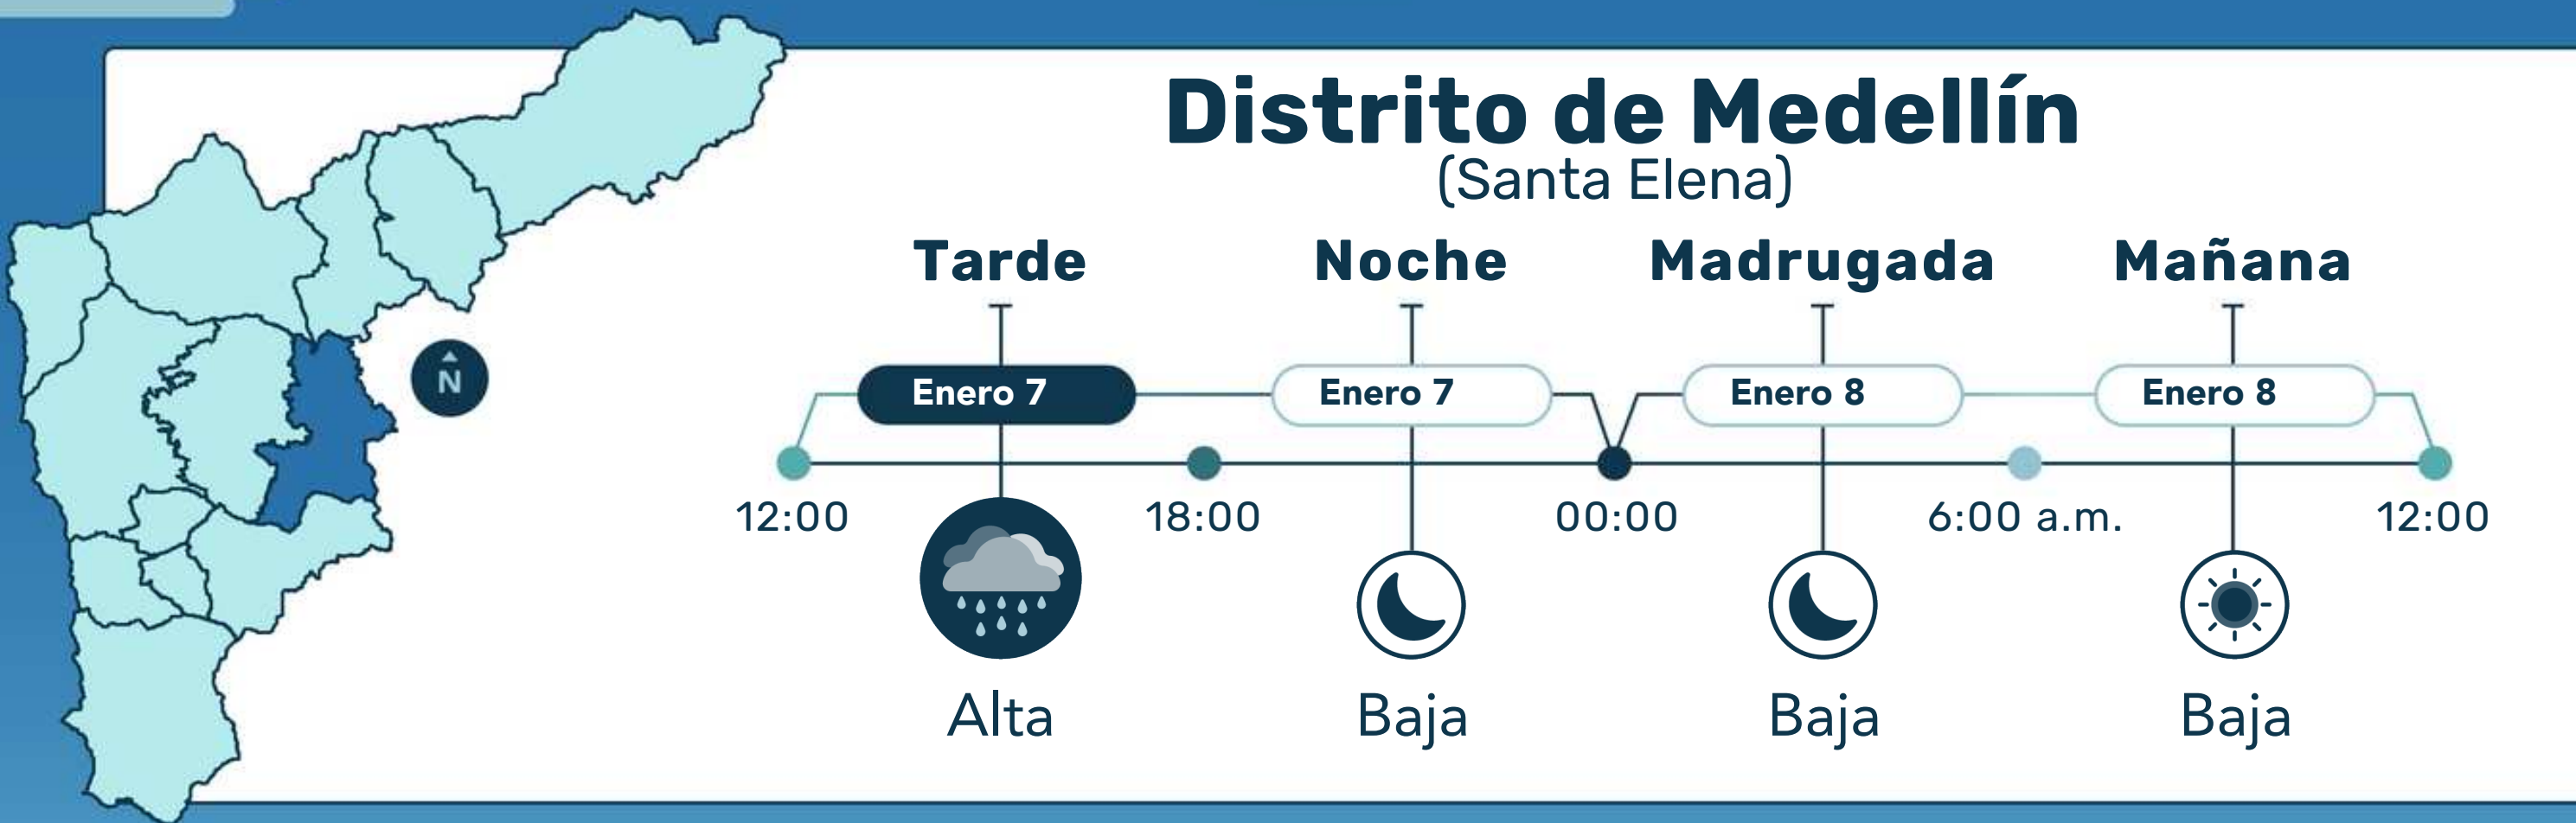 Distrito de Medellín
(Santa Elena)
Tarde Noche Madrugada Mañana
N Enero 7 Enero 7 Enero 8 Enero 8
12:00 18:00 00:00 6:00 a.m. 12:00
Alta Baja Baja Baja